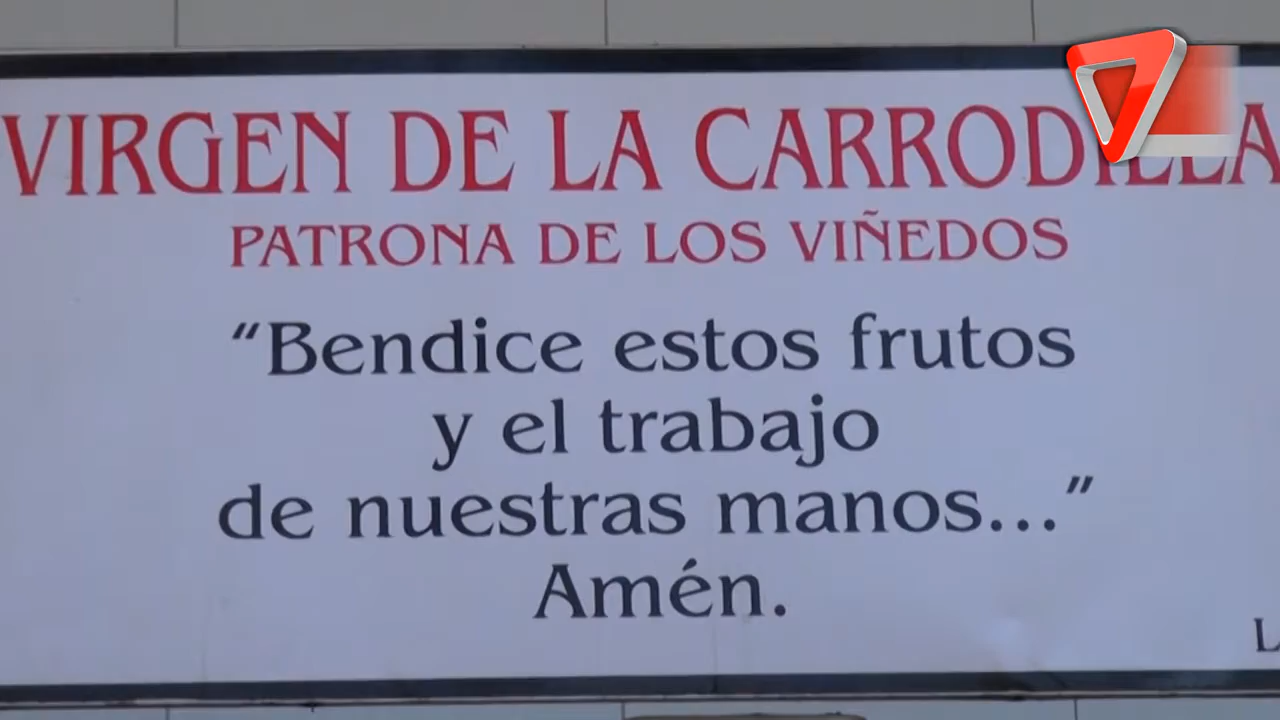 VIRGEN DE LA CARRODILLA
PATRONA DE LOS VIÑEDOS
“Bendice estos frutos
y el trabajo
de nuestras manos...”
Amén.